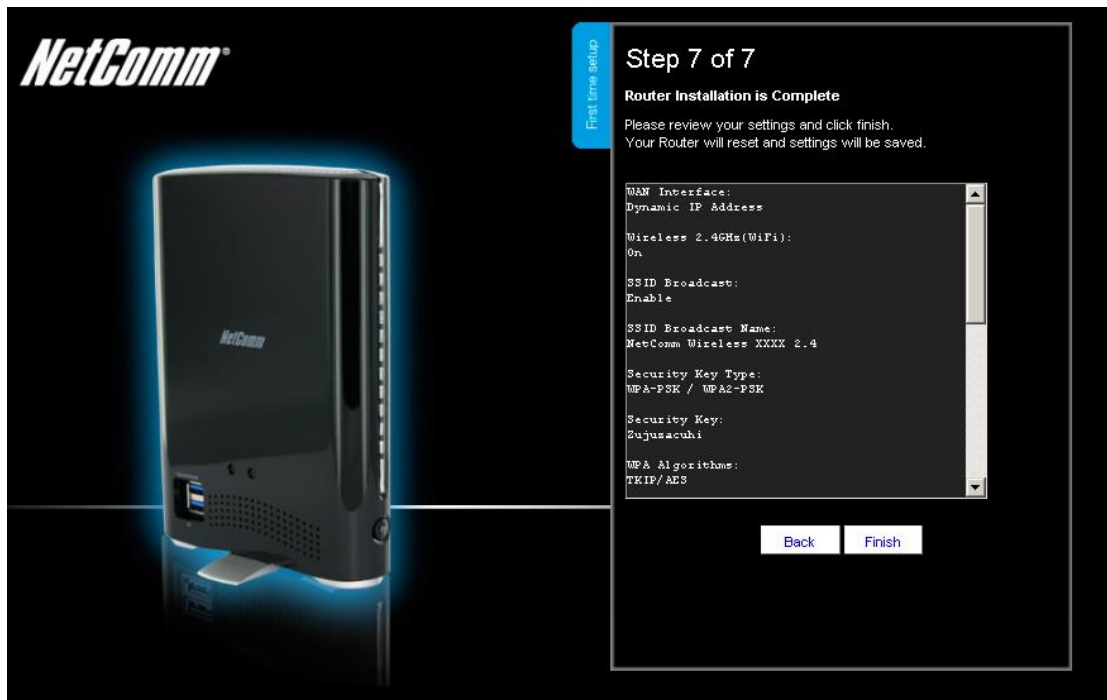 NetComm®
First time setup
Step 7 of 7
Router Installation is Complete
Please review your settings and click finish.
Your Router will reset and settings will be saved.
WAN Interface:
Dynamic IP Address
Wireless 2.4GHz(WiFi):
On
SSID Broadcast:
Enable
SSID Broadcast Name:
NetComm Wireless XXXX 2.4
Security Key Type:
WPA-PSK / WPA2-PSK
Security Key:
Zujusacuhi
WPA Algorithms:
TKIP/AES
NetComm
Back
Finish